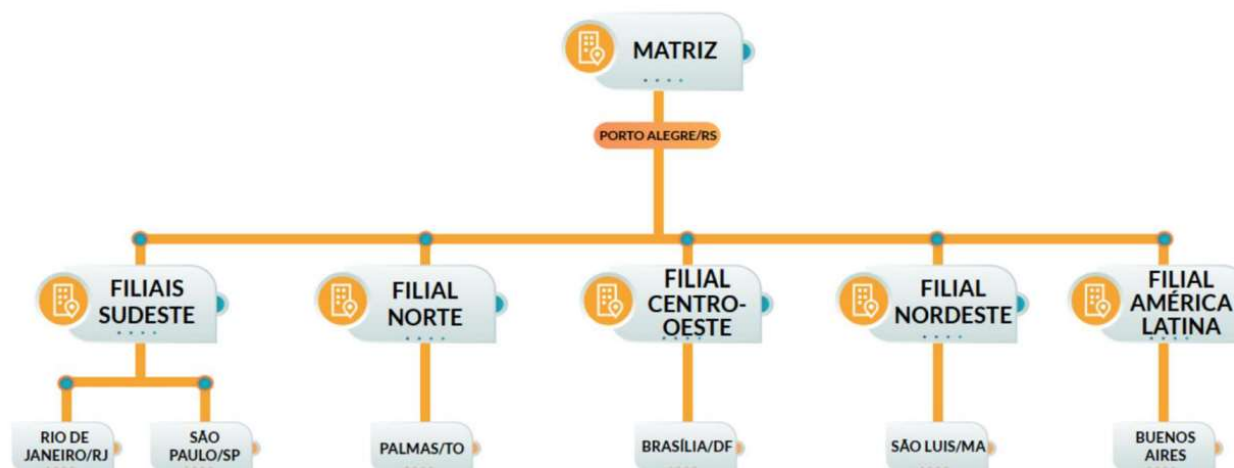 MATRIZ
PORTO ALEGRE/RS
FILIAIS
SUDESTE
FILIAL
NORTE
FILIAL
CENTRO-
OESTE
FILIAL
NORDESTE
FILIAL
AMÉRICA
LATINA
RIO DE
JANEIRO/RJ
SÃO
PAULO/SP
PALMAS/TO
BRASÍLIA/DF
SÃO LUIS/MA
BUENOS
AIRES